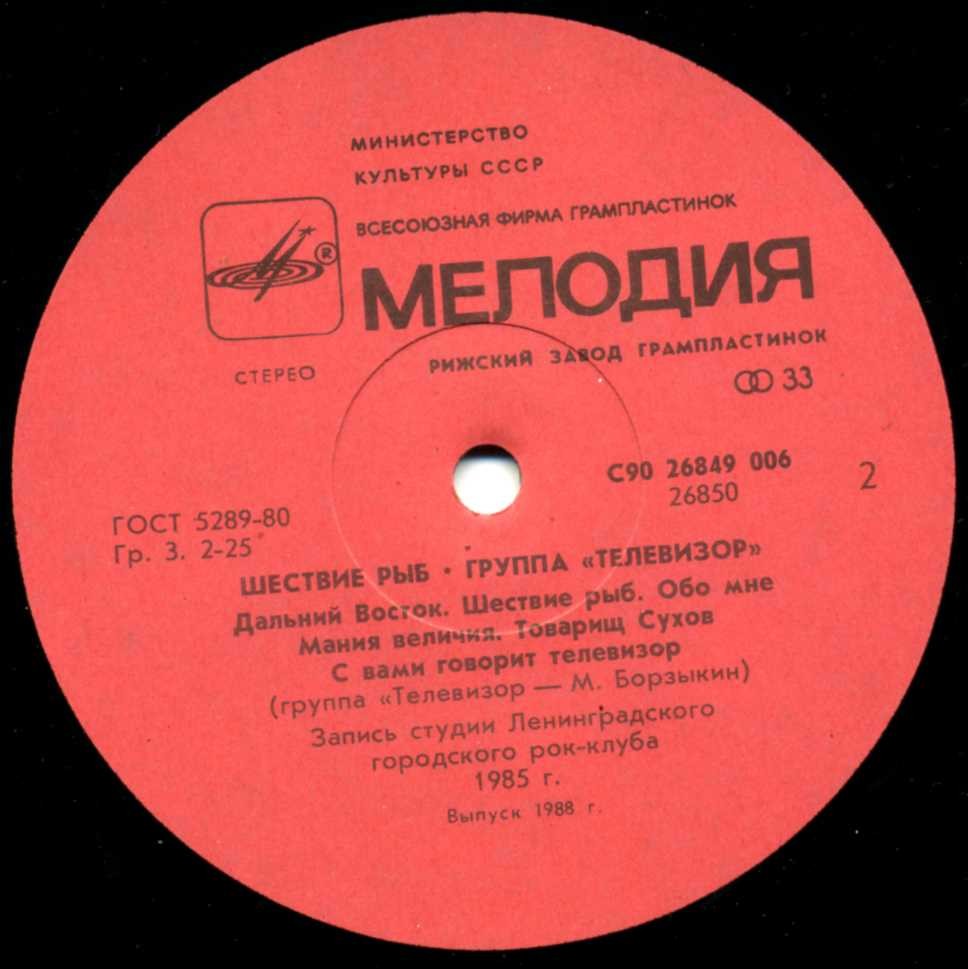 МИНИСТЕРСТВО
КУЛЬТУРЫ СССР
ВСЕСОЮЗНАЯ ФИРМА ГРАМПЛАСТИНОК
®
МЕЛОДИЯ
РИЖСКИЙ ЗАВОД ГРАМПЛАСТИНОК
СТЕРЕО
33
С90 26849 006
26850
2
ГОСТ 5289-80
Гр. 3. 2-25
ШЕСТВИЕ РЫБ · ГРУППА «ТЕЛЕВИЗОР»
Дальний Восток. Шествие рыб. Обо мне
Мания величия. Товарищ Сухов
С вами говорит телевизор
(группа «Телевизор — М. Борзыкин)
Запись студии Ленинградского
городского рок-клуба
1985 г.
Выпуск 1988 г.